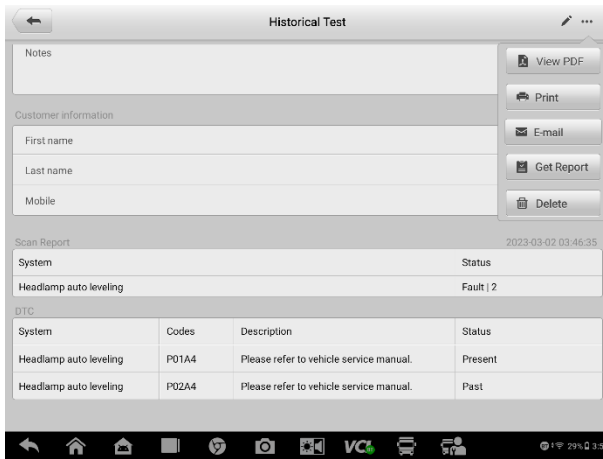 Historical Test
Notes
View PDF
Print
Customer information
E-mail
First name
Last name
Get Report
Mobile
Delete
Scan Report 2023-03-02 03:46:35
System Status
Headlamp auto leveling Fault | 2
DTC
System Codes Description Status
Headlamp auto leveling P01A4 Please refer to vehicle service manual. Present
Headlamp auto leveling P02A4 Please refer to vehicle service manual. Past
VCI 29%